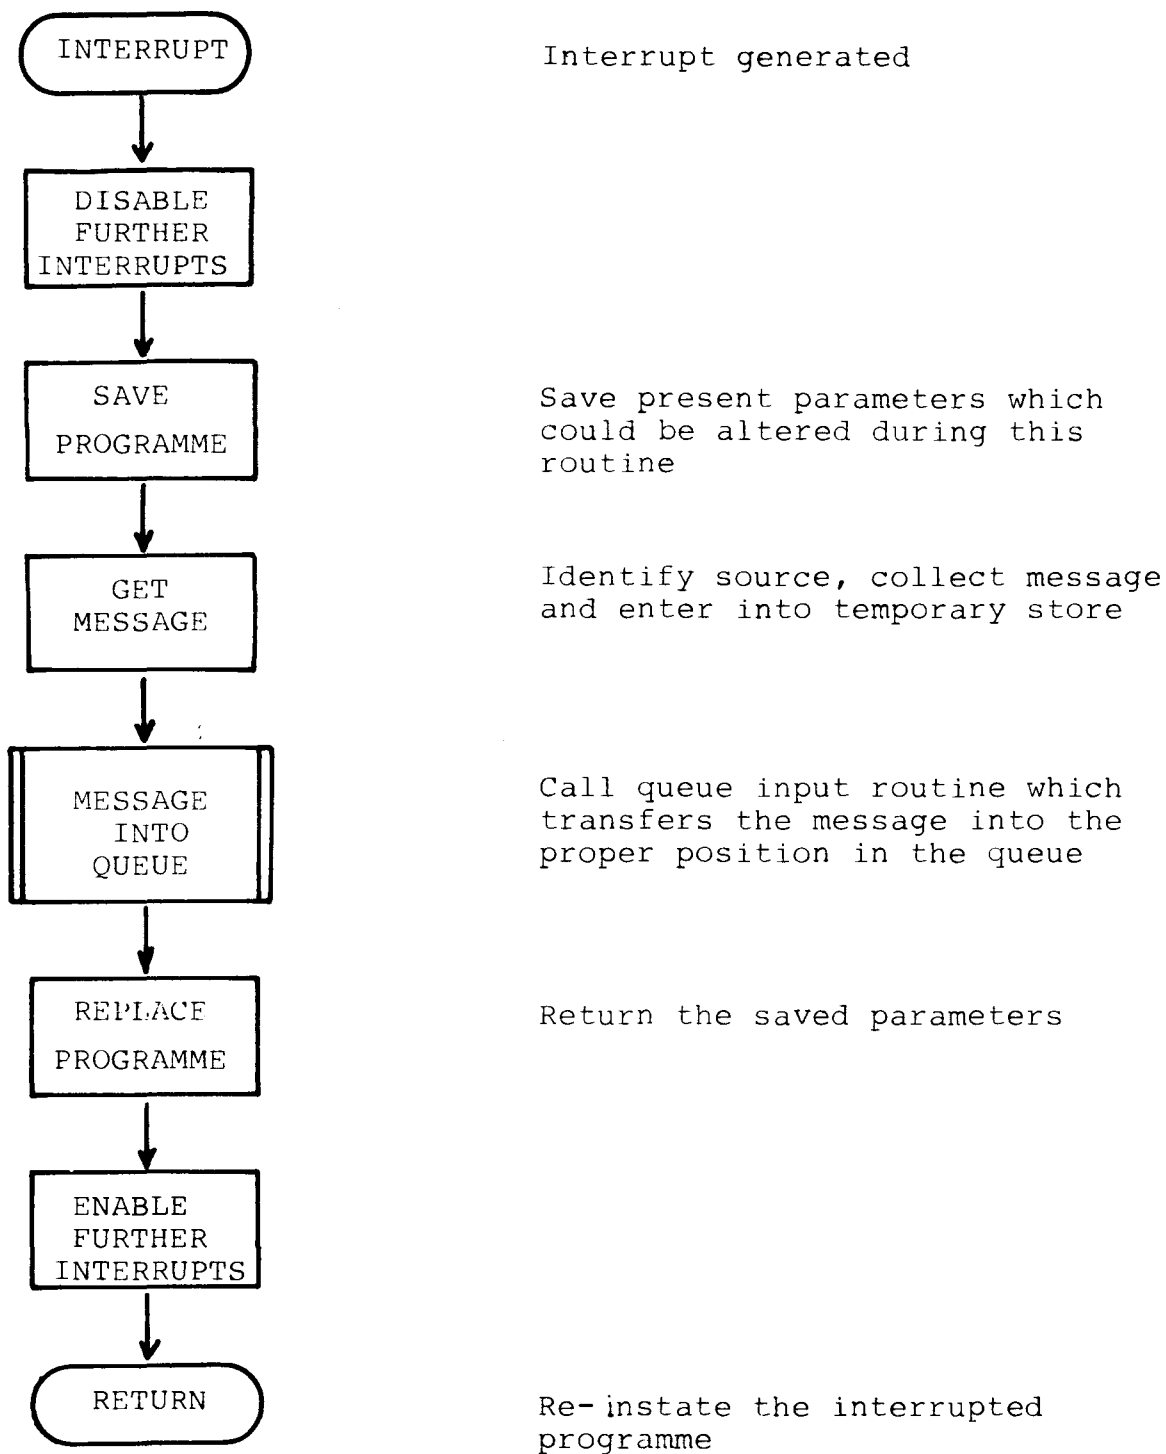 INTERRUPT
Interrupt generated
DISABLE
FURTHER
INTERRUPTS
SAVE
PROGRAMME
Save present parameters which
could be altered during this
routine
GET
MESSAGE
Identify source, collect message
and enter into temporary store
MESSAGE
INTO
QUEUE
Call queue input routine which
transfers the message into the
proper position in the queue
REPLACE
PROGRAMME
Return the saved parameters
ENABLE
FURTHER
INTERRUPTS
RETURN
Re-instate the interrupted
programme